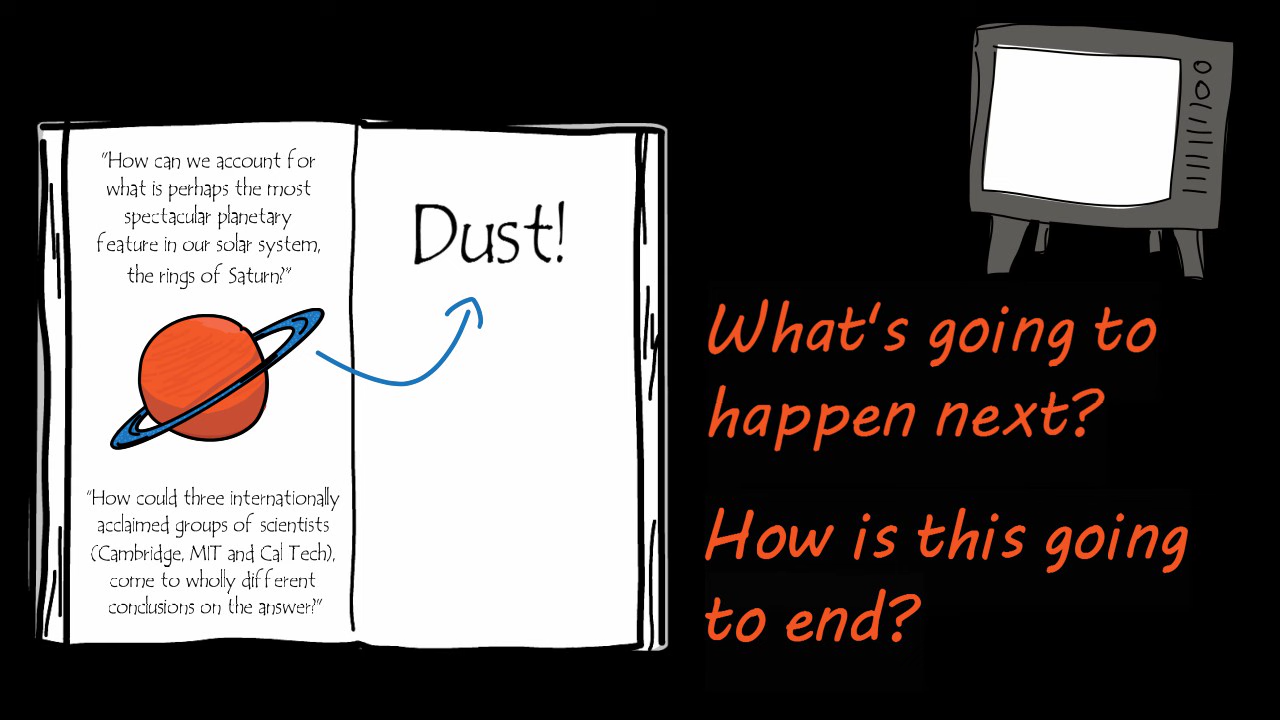 "How can we account for
what is perhaps the most
spectacular planetary
feature in our solar system,
the rings of Saturn?"
"How could three internationally
acclaimed groups of scientists
(Cambridge, MIT and Cal Tech),
come to wholly different
conclusions on the answer?"
Dust!
What's going to
happen next?
How is this going
to end?